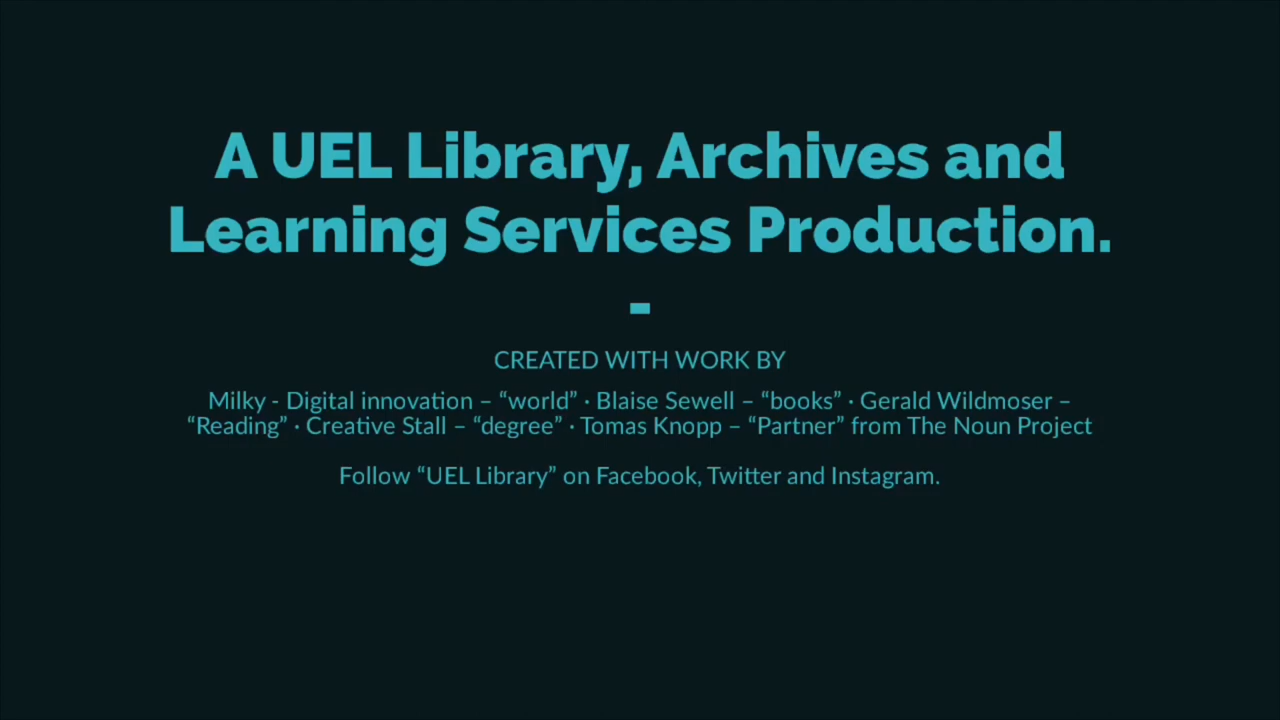 A UEL Library, Archives and
Learning Services Production.
-
CREATED WITH WORK BY
Milky - Digital innovation – “world” · Blaise Sewell – “books” · Gerald Wildmoser –
“Reading” · Creative Stall – “degree” · Tomas Knopp – “Partner” from The Noun Project
Follow “UEL Library” on Facebook, Twitter and Instagram.